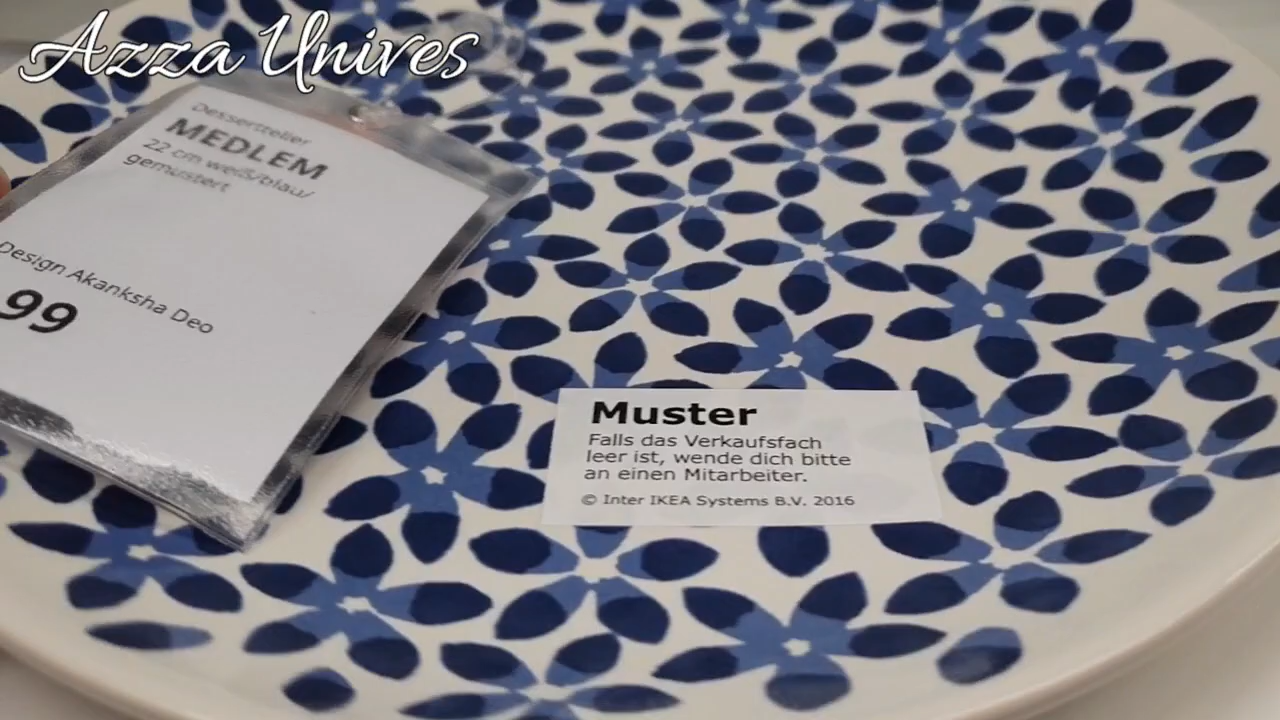 Azza Unives
Dessertteller
MEDLEM
22 cm weiß/blau/
gemustert
Design Akanksha Deo
99
Muster
Falls das Verkaufsfach
leer ist, wende dich bitte
an einen Mitarbeiter.
© Inter IKEA Systems B.V. 2016